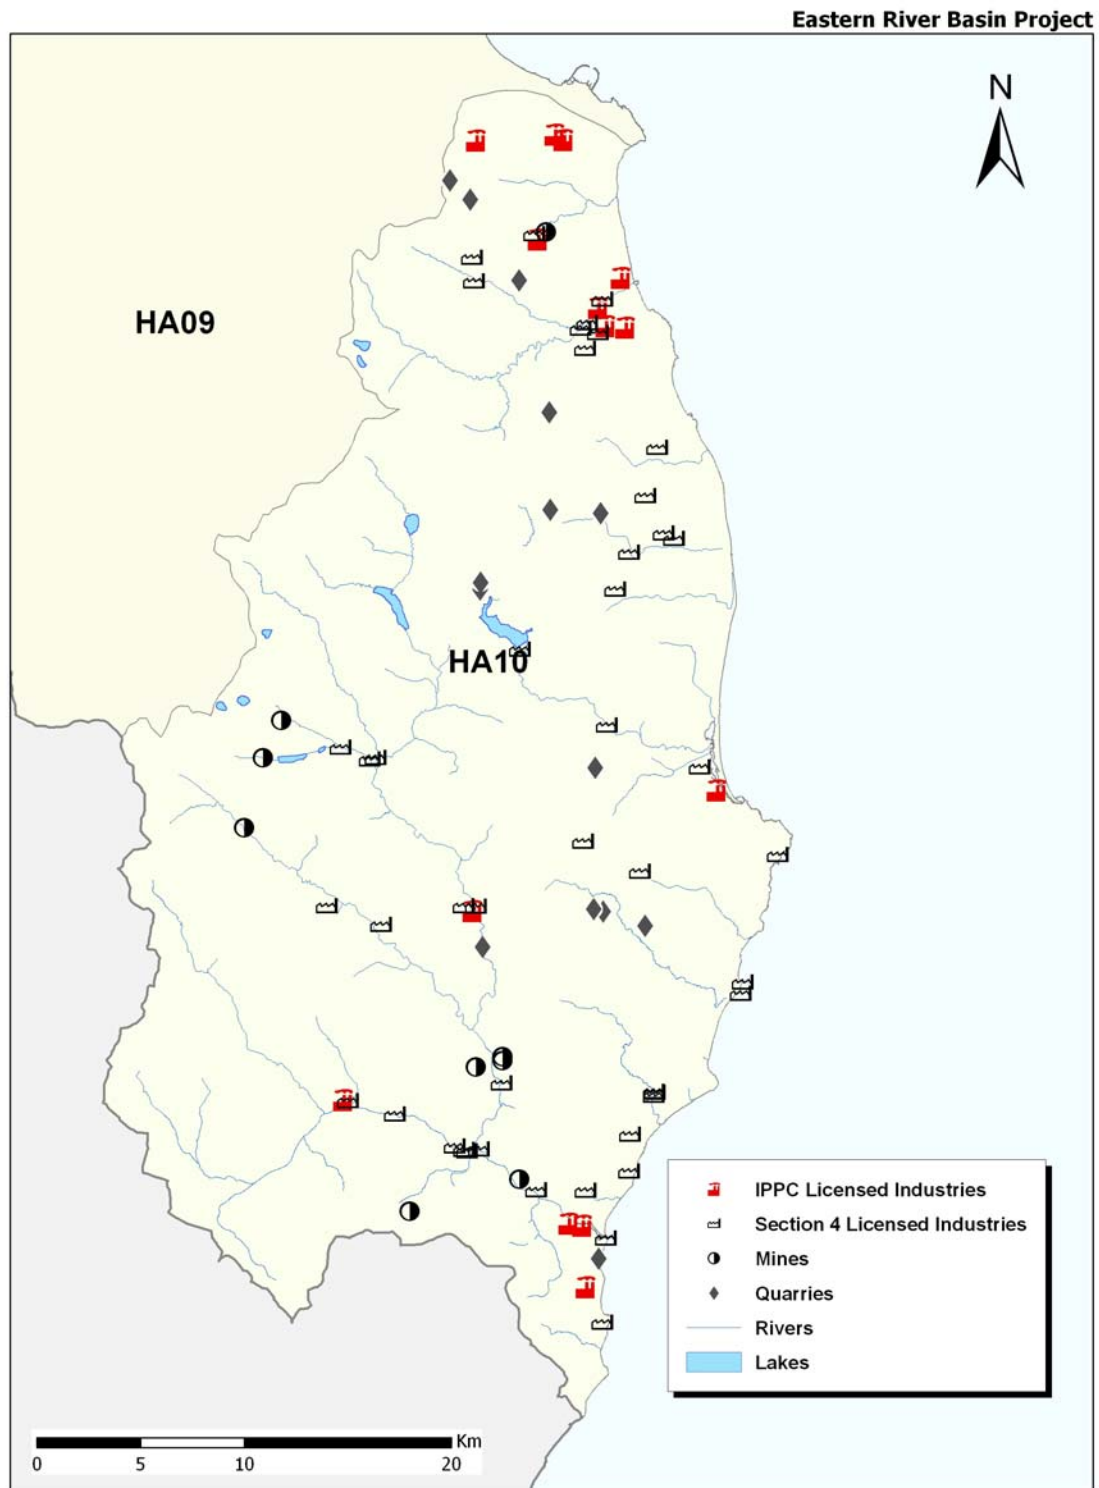 Eastern River Basin Project
N
HA09
HA10
IPPC Licensed Industries
Section 4 Licensed Industries
Mines
Quarries
Rivers
Lakes
Km
0 5 10 20